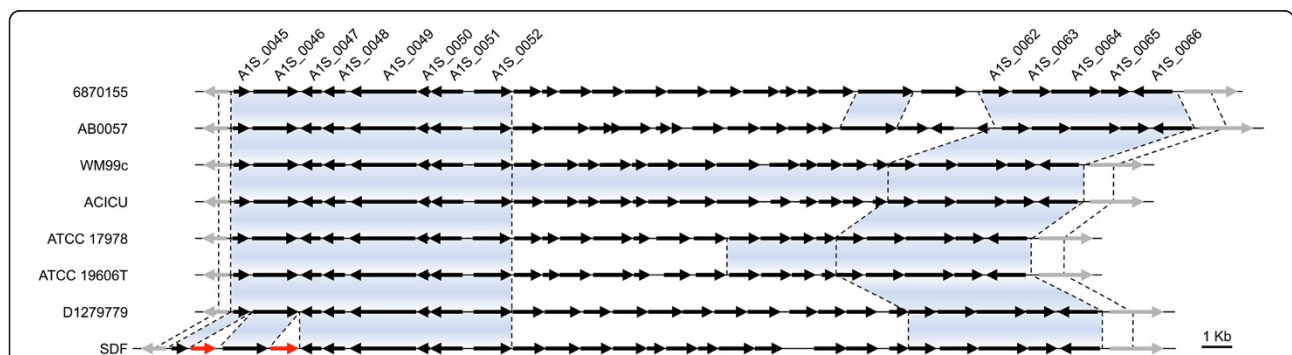 A1S_0045 A1S_0046 A1S_0047 A1S_0048 A1S_0049 A1S_0050 A1S_0051 A1S_0052 A1S_0062 A1S_0063 A1S_0064 A1S_0065 A1S_0066
6870155
AB0057
WM99c
ACICU
ATCC 17978
ATCC 19606T
D1279779
SDF
1 Kb